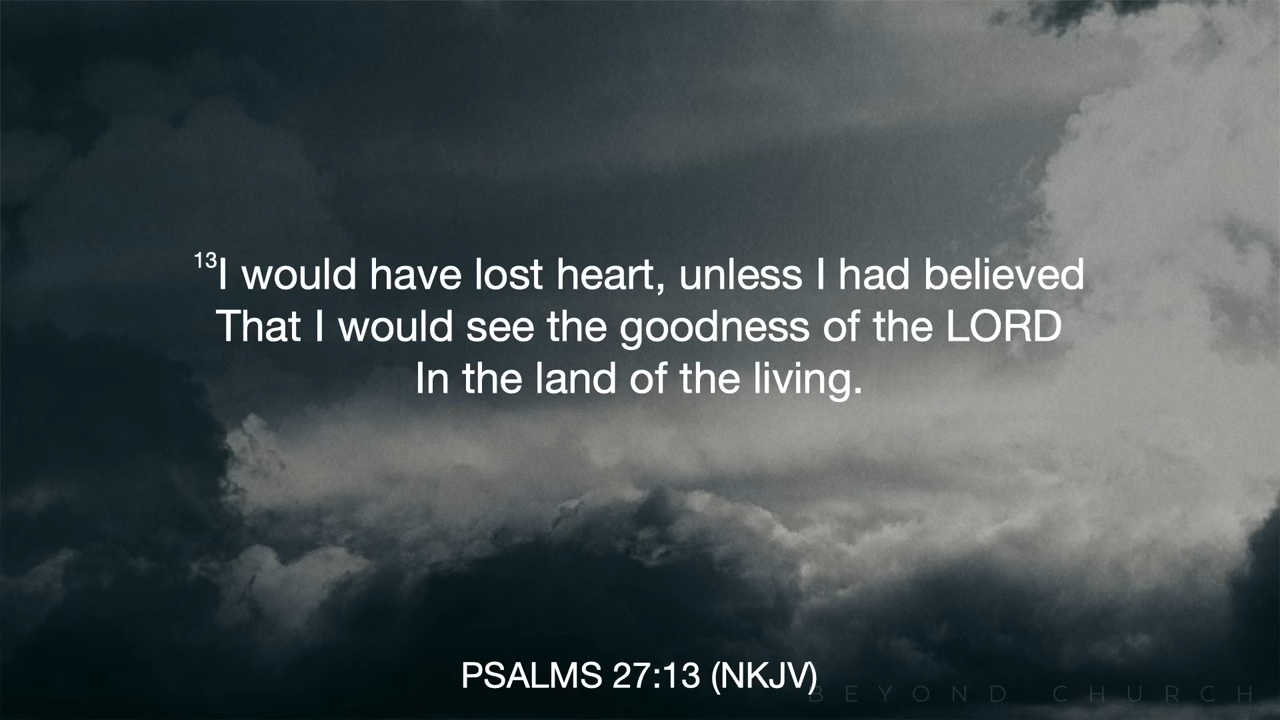 ¹³I would have lost heart, unless I had believed
That I would see the goodness of the LORD
In the land of the living.
PSALMS 27:13 (NKJV)
BEYOND CHURCH